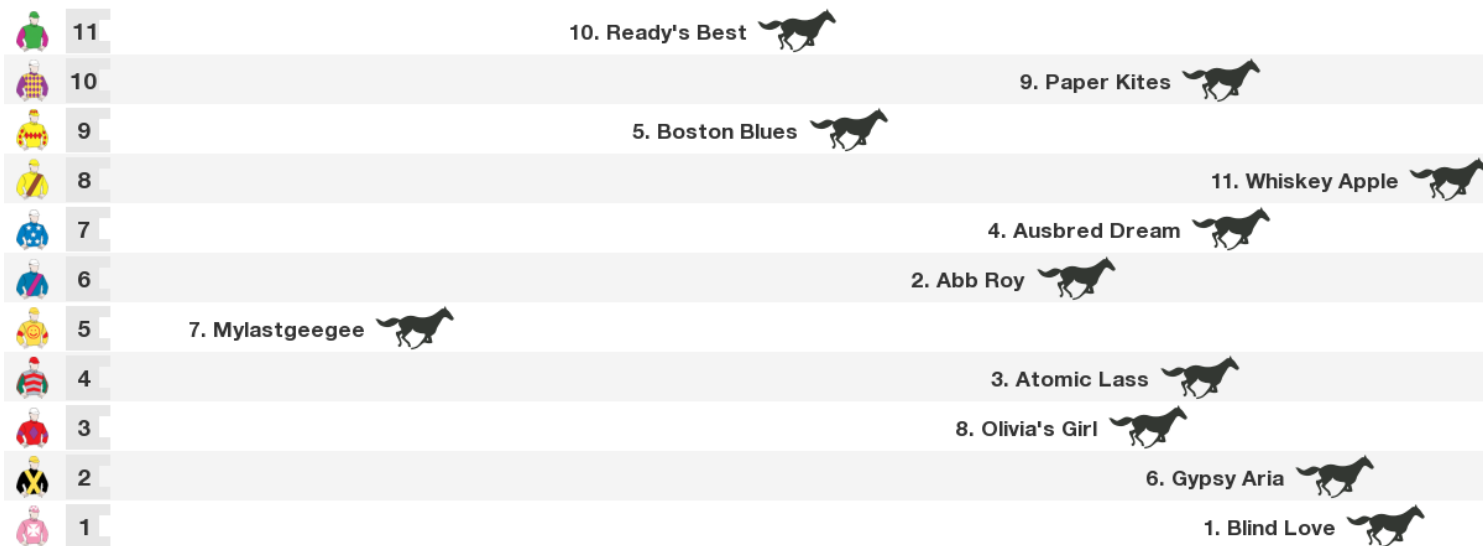 11 10. Ready's Best
10 9. Paper Kites
9 5. Boston Blues
8 11. Whiskey Apple
7 4. Ausbred Dream
6 2. Abb Roy
5 7. Mylastgeegee
4 3. Atomic Lass
3 8. Olivia's Girl
2 6. Gypsy Aria
1 1. Blind Love